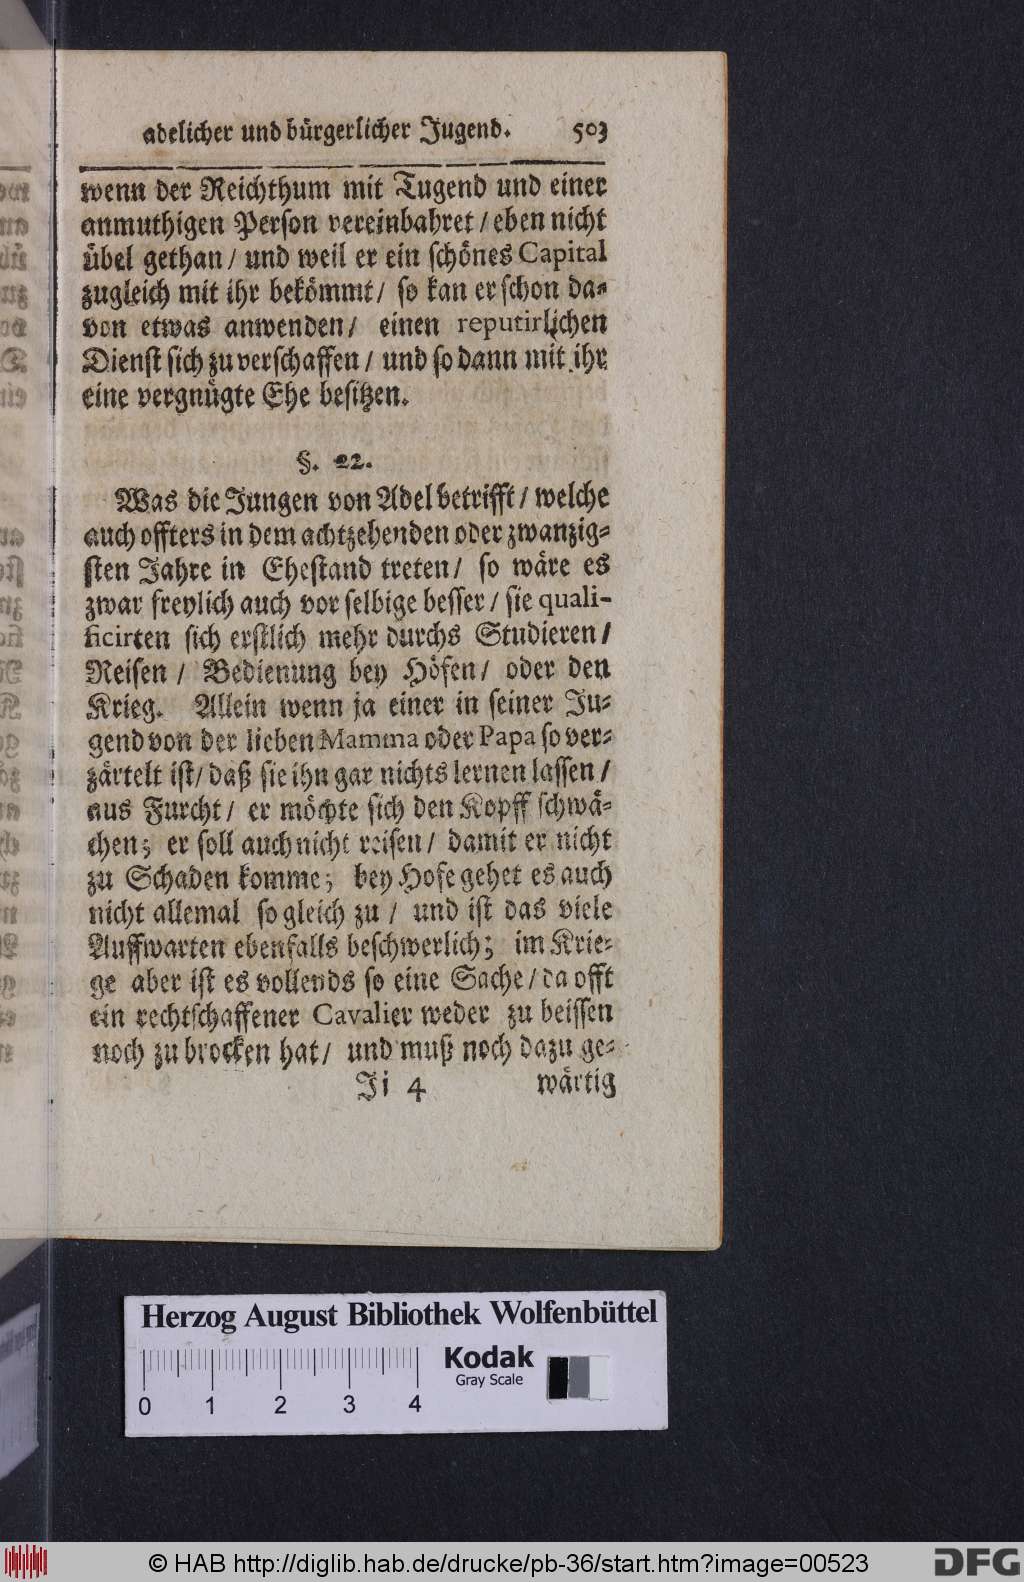 adelicher und bürgerlicher Jugend. 503
wenn der Reichthum mit Tugend und einer
anmuthigen Person vereinbahret / eben nicht
übel gethan / und weil er ein schönes Capital
zugleich mit ihr bekömmt / so kan er schon da-
von etwas anwenden / einen reputirlichen
Dienst sich zu verschaffen / und so dann mit ihr
eine vergnügte Ehe besitzen.
§. 22.
Was die Jungen von Adel betrifft / welche
auch offters in dem achtzehenden oder zwanzig-
sten Jahre in Ehestand treten / so wäre es
zwar freylich auch vor selbige besser / sie quali-
ficirten sich erstlich mehr durchs Studieren /
Reisen / Bedienung bey Höfen / oder den
Krieg. Allein wenn ja einer in seiner Ju-
gend von der lieben Mamma oder Papa so ver-
zärtelt ist / daß sie ihn gar nichts lernen lassen /
aus Furcht / er möchte sich den Kopff schwä-
chen; er soll auch nicht reisen / damit er nicht
zu Schaden komme; bey Hofe gehet es auch
nicht allemal so gleich zu / und ist das viele
Auffwarten ebenfalls beschwerlich; im Krie-
ge aber ist es vollends so eine Sache / da offt
ein rechtschaffener Cavalier weder zu beissen
noch zu brocken hat / und muß noch dazu ge-
Ji 4 wärtig
Herzog August Bibliothek Wolfenbüttel
Kodak
Gray Scale
0 1 2 3 4
© HAB http://diglib.hab.de/drucke/pb-36/start.htm?image=00523
DFG